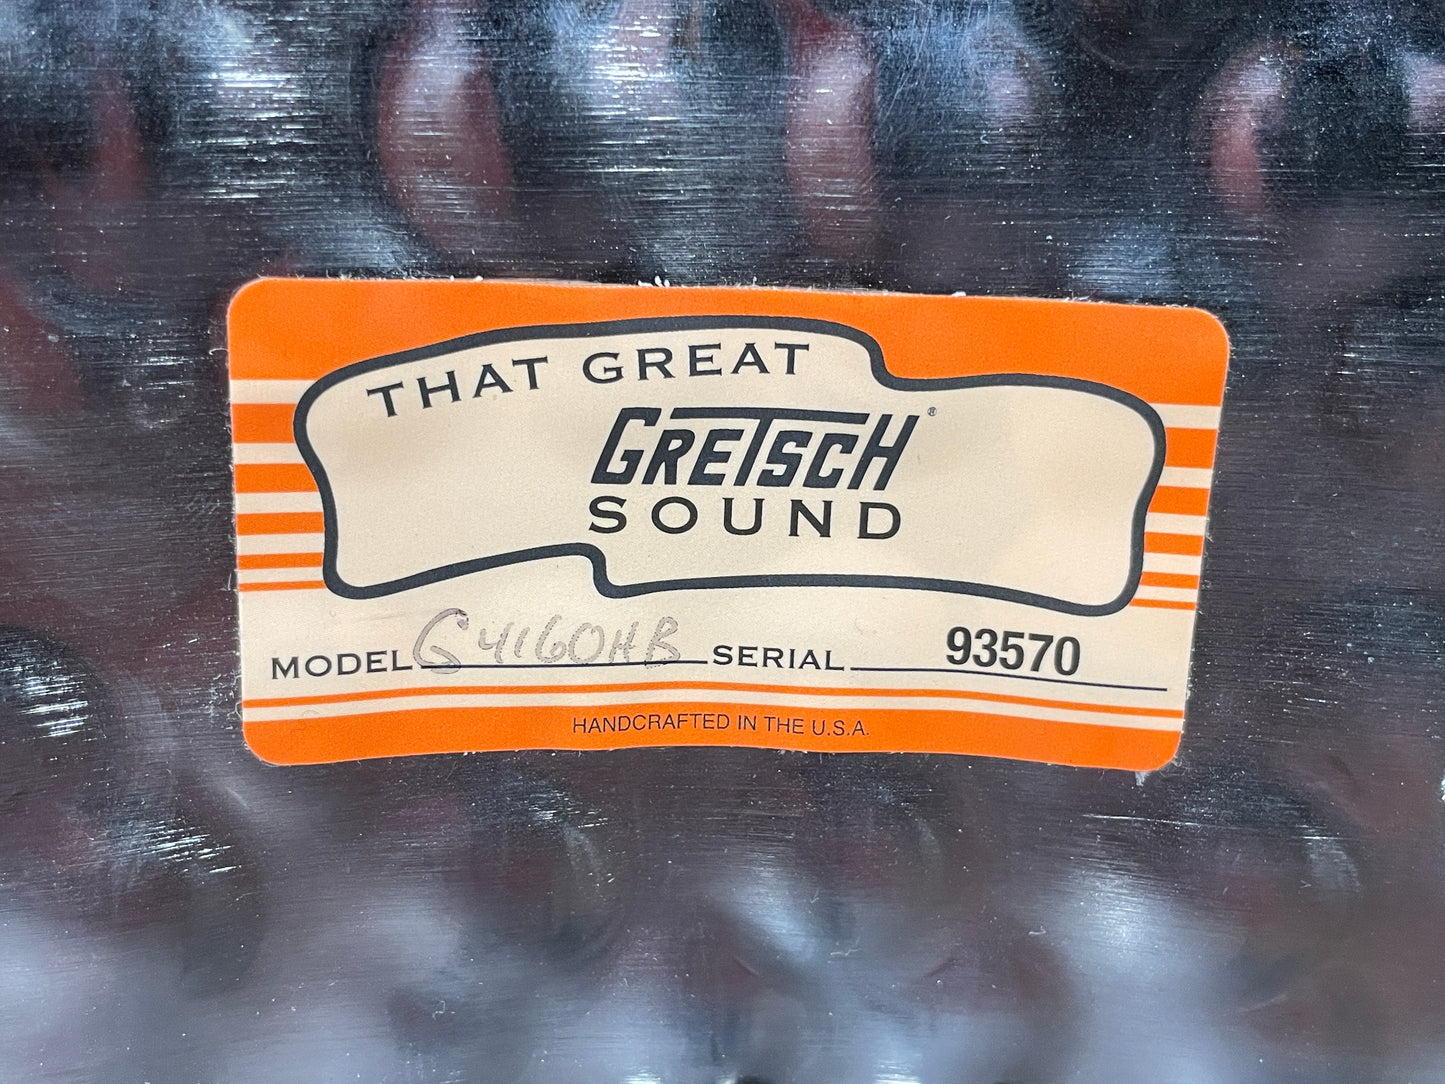 THAT GREAT
GRETSCH®
SOUND
MODEL G4160HB SERIAL 93570
HANDCRAFTED IN THE U.S.A.